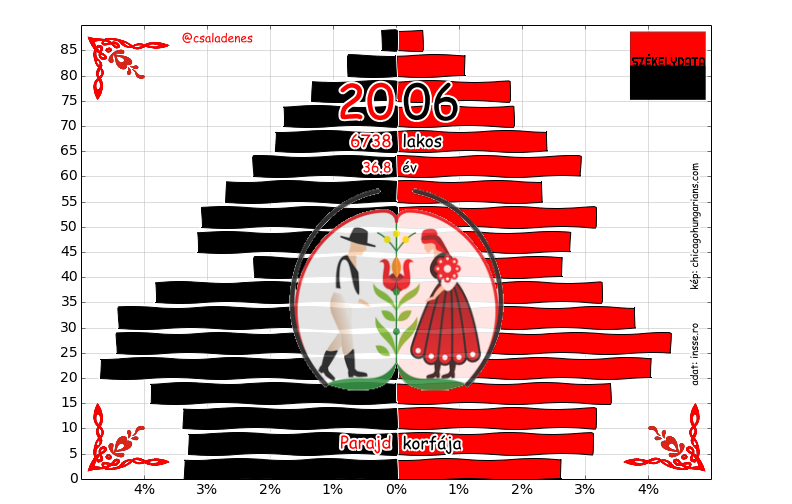 @csaladenes
SZÉKELYDATA
2006
6738 lakos
36.8 év
kép: chicagohungarians.com
adat: insse.ro
Parajd korfája
85
80
75
70
65
60
55
50
45
40
35
30
25
20
15
10
5
0
4% 3% 2% 1% 0% 1% 2% 3% 4%